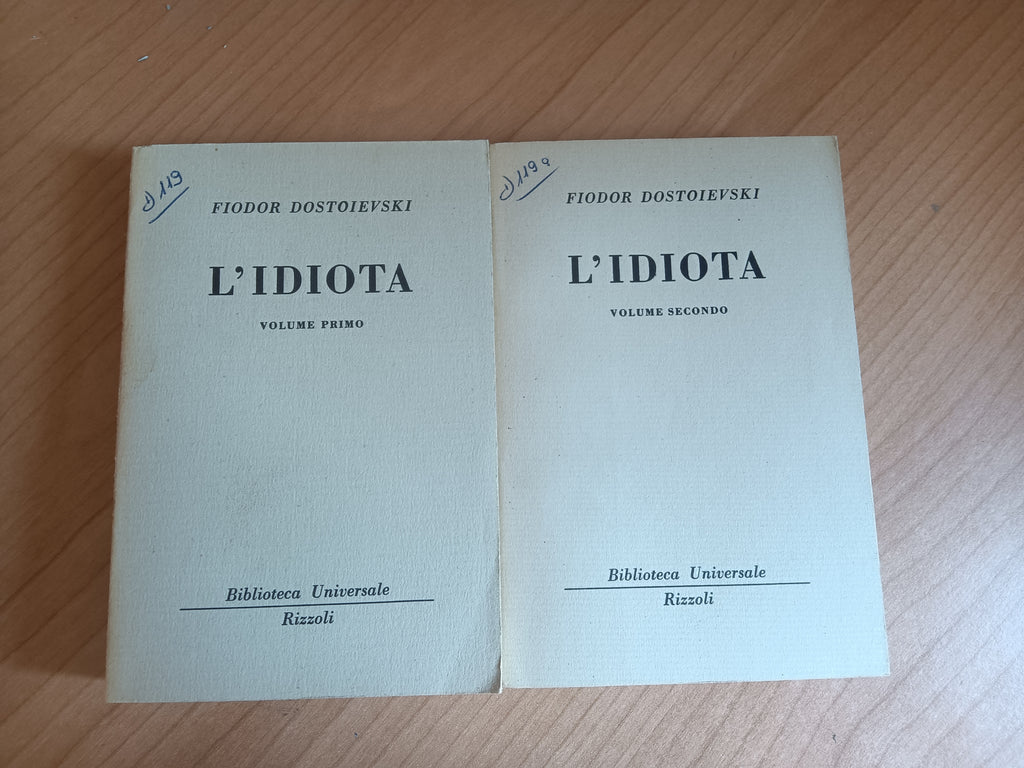 119
FIODOR DOSTOIEVSKI
L'IDIOTA
VOLUME PRIMO
Biblioteca Universale
Rizzoli
119a
FIODOR DOSTOIEVSKI
L'IDIOTA
VOLUME SECONDO
Biblioteca Universale
Rizzoli